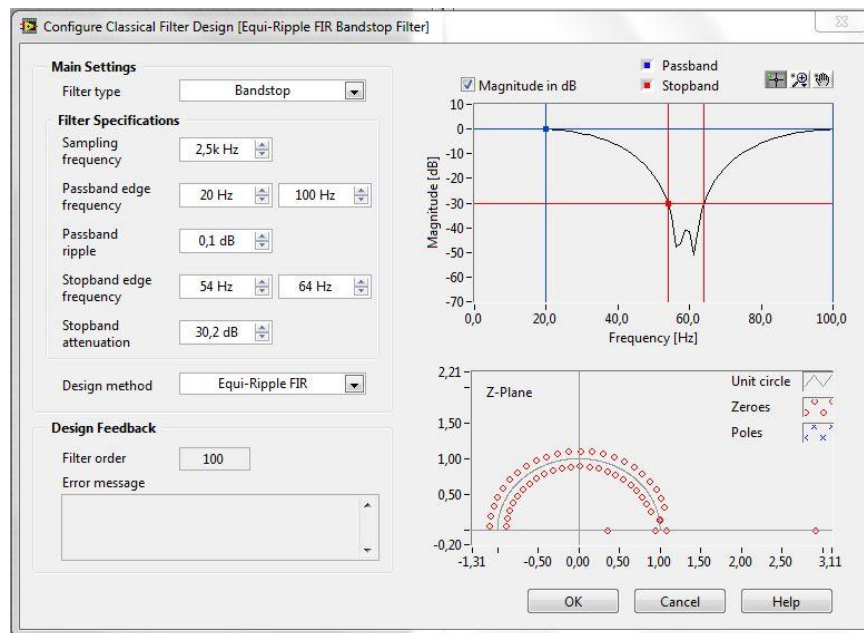 Configure Classical Filter Design [Equi-Ripple FIR Bandstop Filter]
Main Settings
Filter type
Bandstop
Filter Specifications
Sampling frequency
2,5k Hz
Passband edge frequency
20 Hz
100 Hz
Passband ripple
0,1 dB
Stopband edge frequency
54 Hz
64 Hz
Stopband attenuation
30,2 dB
Design method
Equi-Ripple FIR
Design Feedback
Filter order
100
Error message
Magnitude in dB
Passband
Stopband
Magnitude [dB]
10
0
-10
-20
-30
-40
-50
-60
-70
0,0
20,0
40,0
60,0
80,0
100,0
Frequency [Hz]
Z-Plane
Unit circle
Zeroes
Poles
2,21
1,50
1,00
0,50
-0,20
-1,31
-0,50
0,00
0,50
1,00
1,50
2,00
2,50
3,11
OK
Cancel
Help